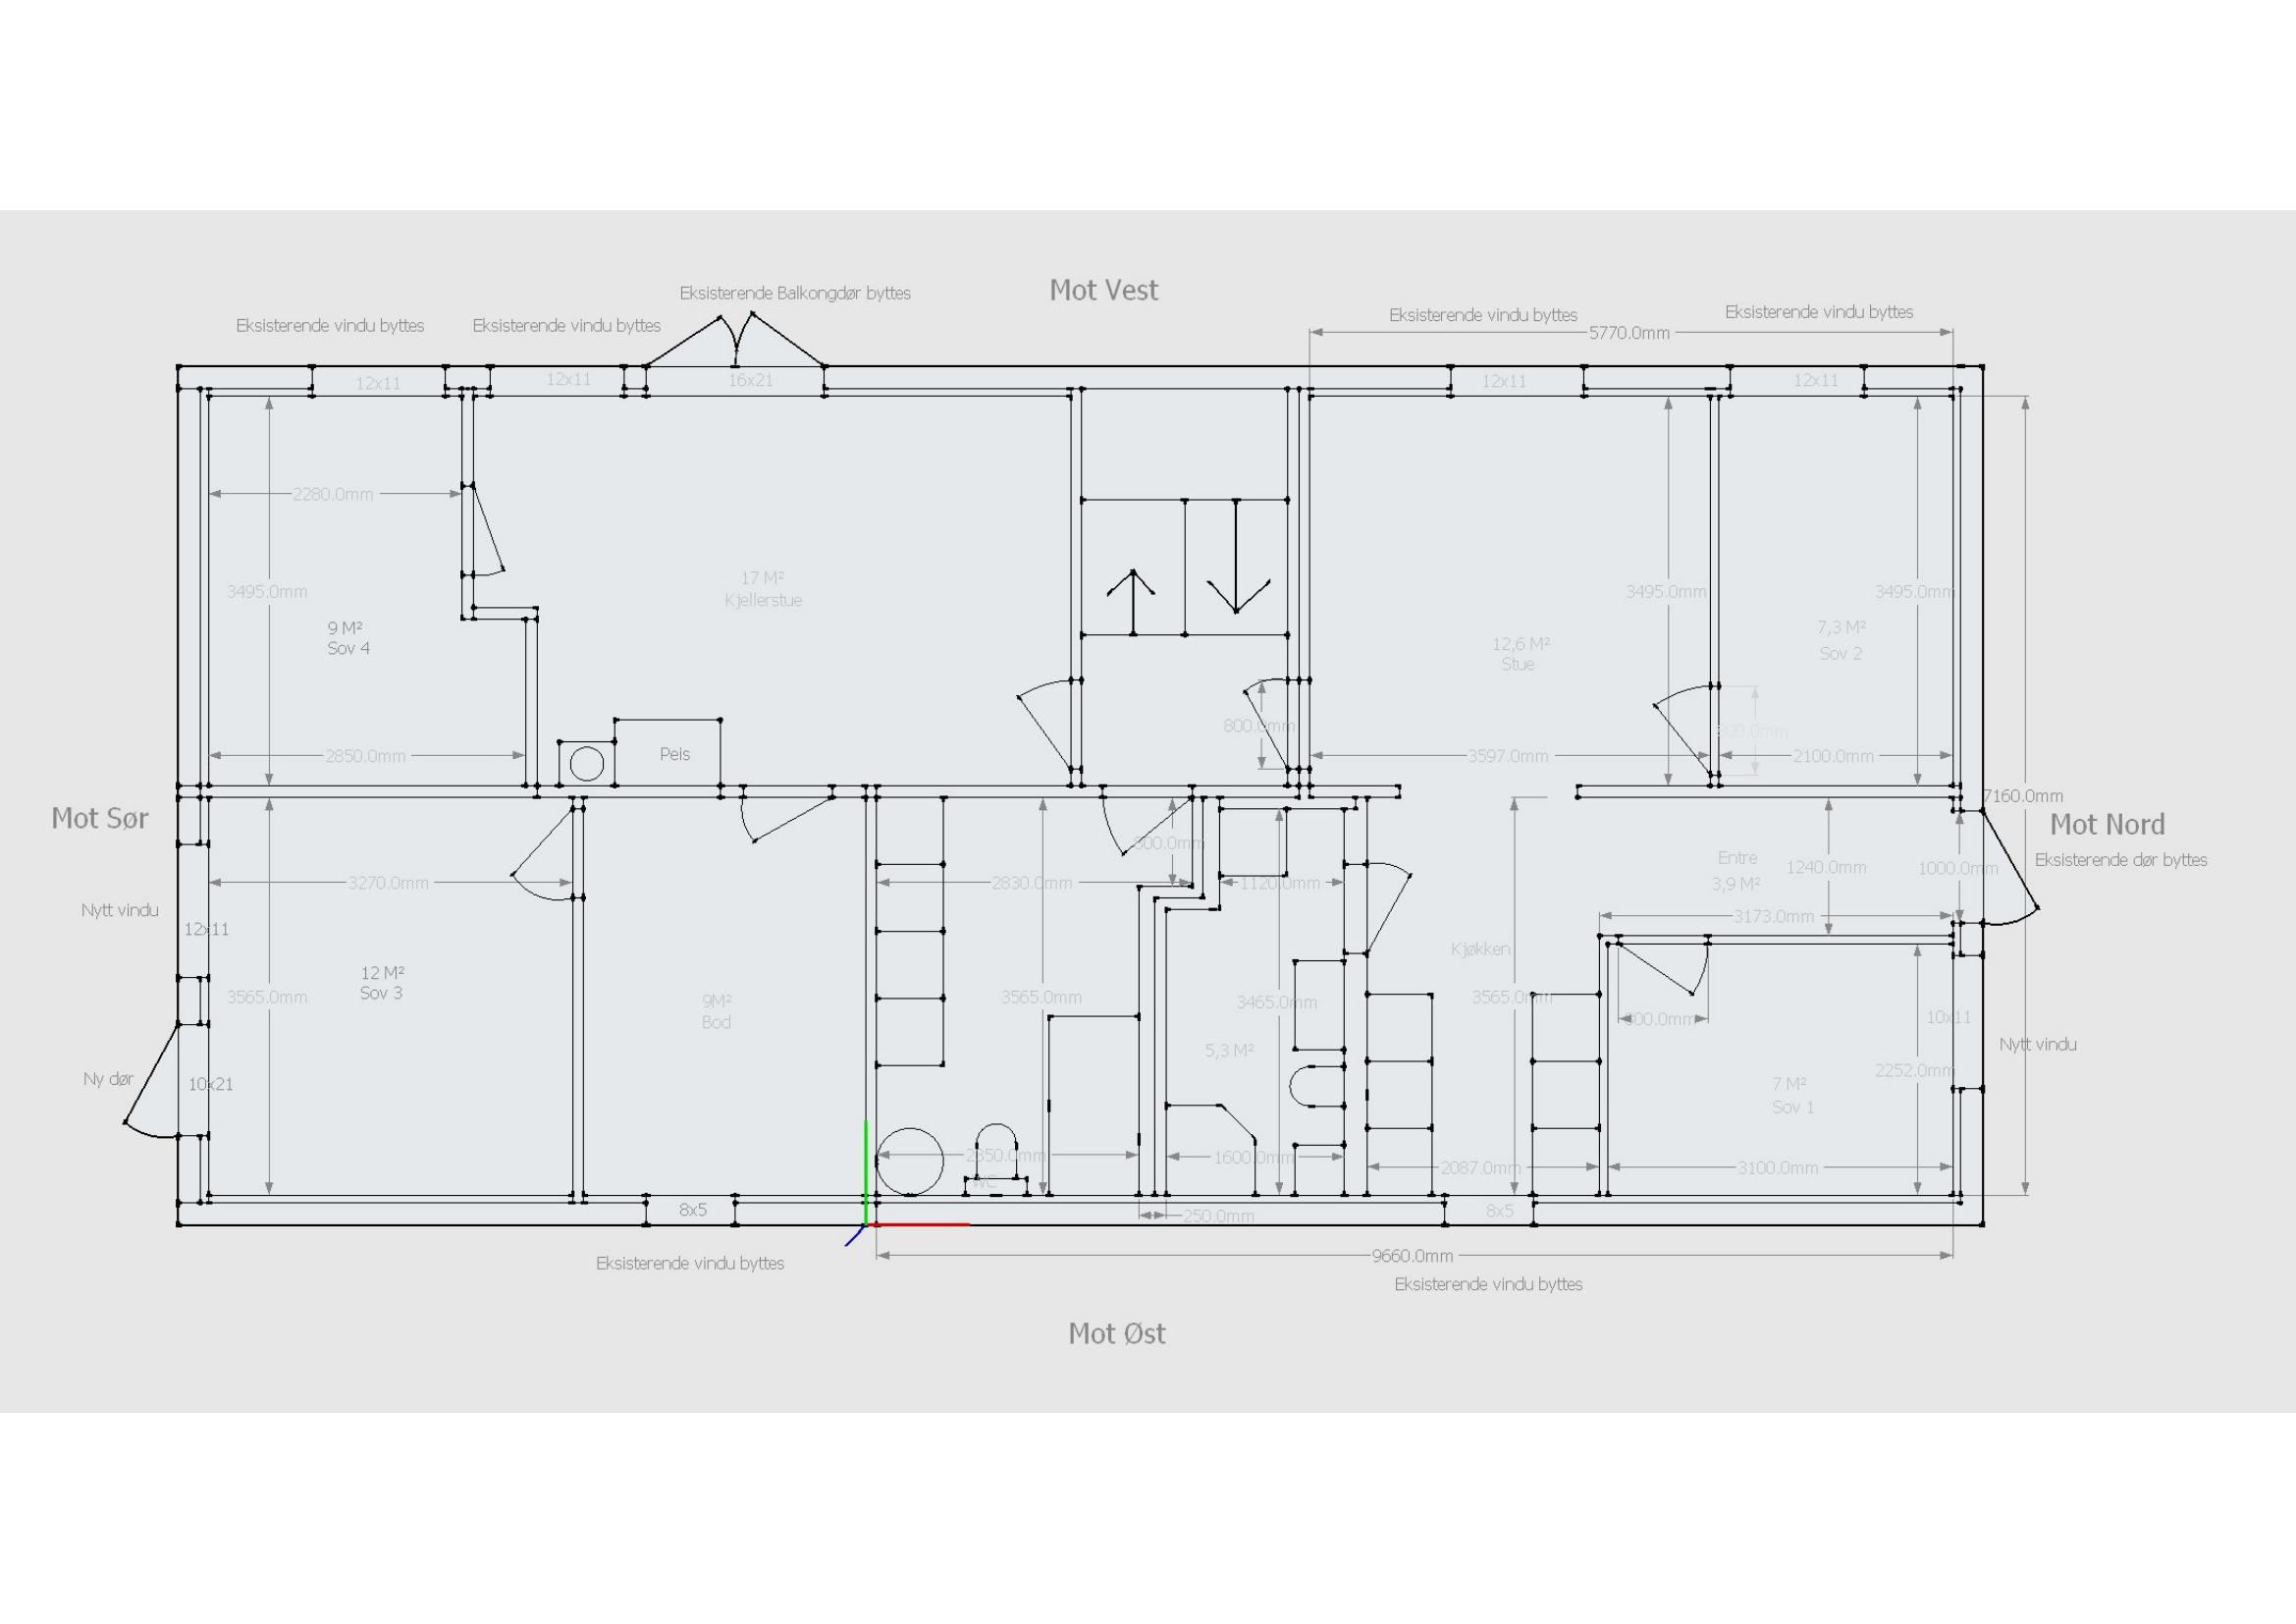 Mot Vest
Eksisterende Balkongdør byttes
Eksisterende vindu byttes
Eksisterende vindu byttes
Eksisterende vindu byttes
Eksisterende vindu byttes
5770.0mm
12x11
12x11
16x21
12x11
12x11
2280.0mm
3495.0mm
9 M²
Sov 4
2850.0mm
17 M²
Kjellerstue
Peis
800.0mm
3495.0mm
12,6 M²
Stue
3597.0mm
3495.0mm
7,3 M²
Sov 2
2100.0mm
7160.0mm
Mot Sør
Mot Nord
Eksisterende dør byttes
Nytt vindu
12x11
Ny dør
10x21
3270.0mm
3565.0mm
12 M²
Sov 3
9M²
Bod
2830.0mm
3565.0mm
2350.0mm
WC
1120.0mm
3465.0mm
5,3 M²
1600.0mm
250.0mm
Kjøkken
3565.0mm
2087.0mm
Entre
3,9 M²
1240.0mm
1000.0mm
3173.0mm
10x11
Nytt vindu
2252.0mm
7 M²
Sov 1
3100.0mm
8x5
8x5
9660.0mm
Eksisterende vindu byttes
Eksisterende vindu byttes
Mot Øst